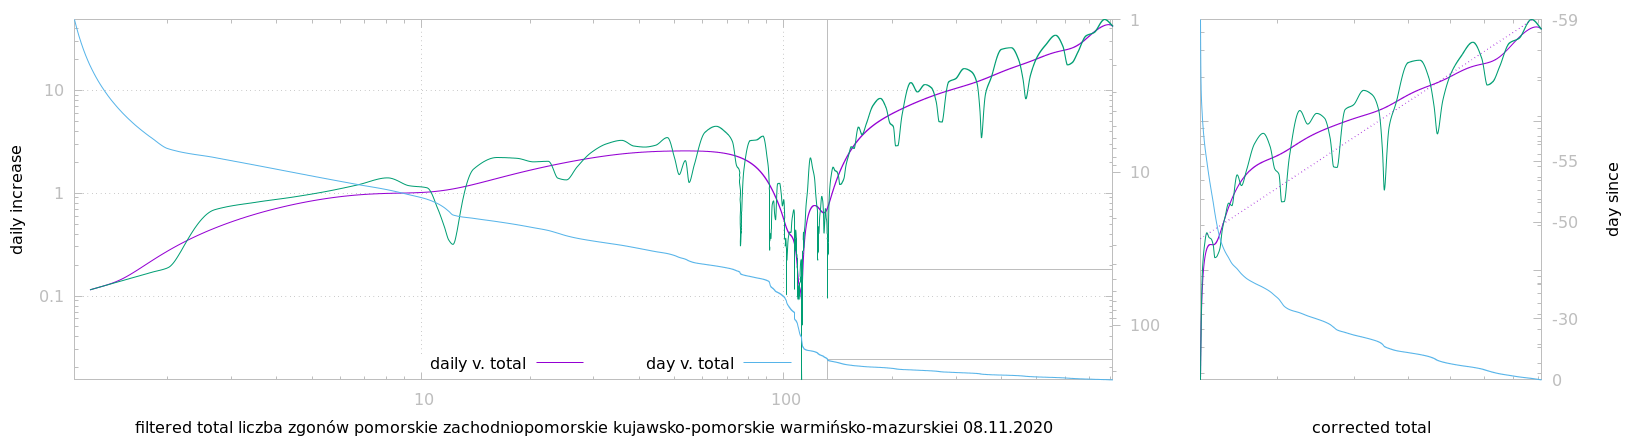 daily increase
10
1
0.1
daily v. total
day v. total
10
100
1
10
100
filtered total liczba zgonów pomorskie zachodniopomorskie kujawsko-pomorskie warmińsko-mazurskiei 08.11.2020
-59
-55
-50
-30
0
day since
corrected total